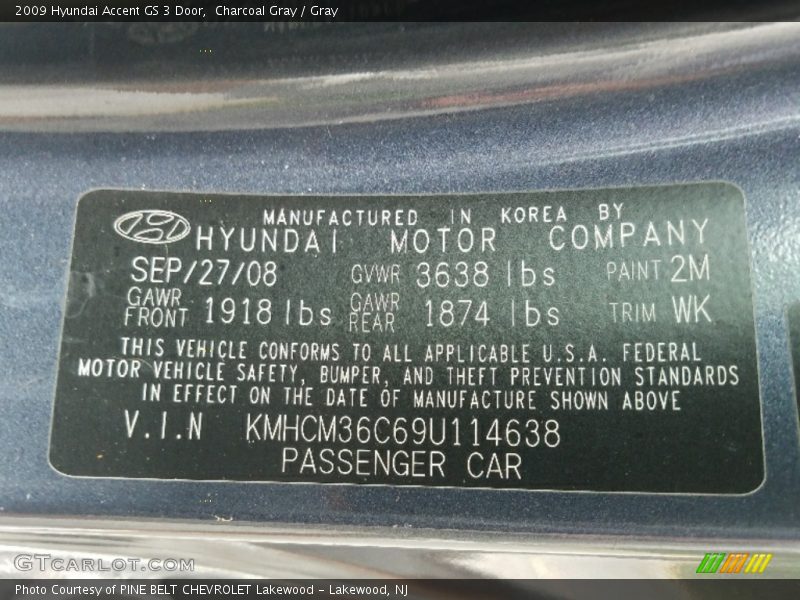 2009 Hyundai Accent GS 3 Door,  Charcoal Gray / Gray
MANUFACTURED IN KOREA BY
HYUNDAI MOTOR COMPANY
SEP/27/08 GVWR 3638 lbs PAINT 2M
GAWR FRONT 1918 lbs GAWR REAR 1874 lbs TRIM WK
THIS VEHICLE CONFORMS TO ALL APPLICABLE U.S.A. FEDERAL
MOTOR VEHICLE SAFETY, BUMPER, AND THEFT PREVENTION STANDARDS
IN EFFECT ON THE DATE OF MANUFACTURE SHOWN ABOVE
V.I.N KMHCM36C69U114638
PASSENGER CAR
GTCARLOT.COM
Photo Courtesy of PINE BELT CHEVROLET Lakewood - Lakewood, NJ